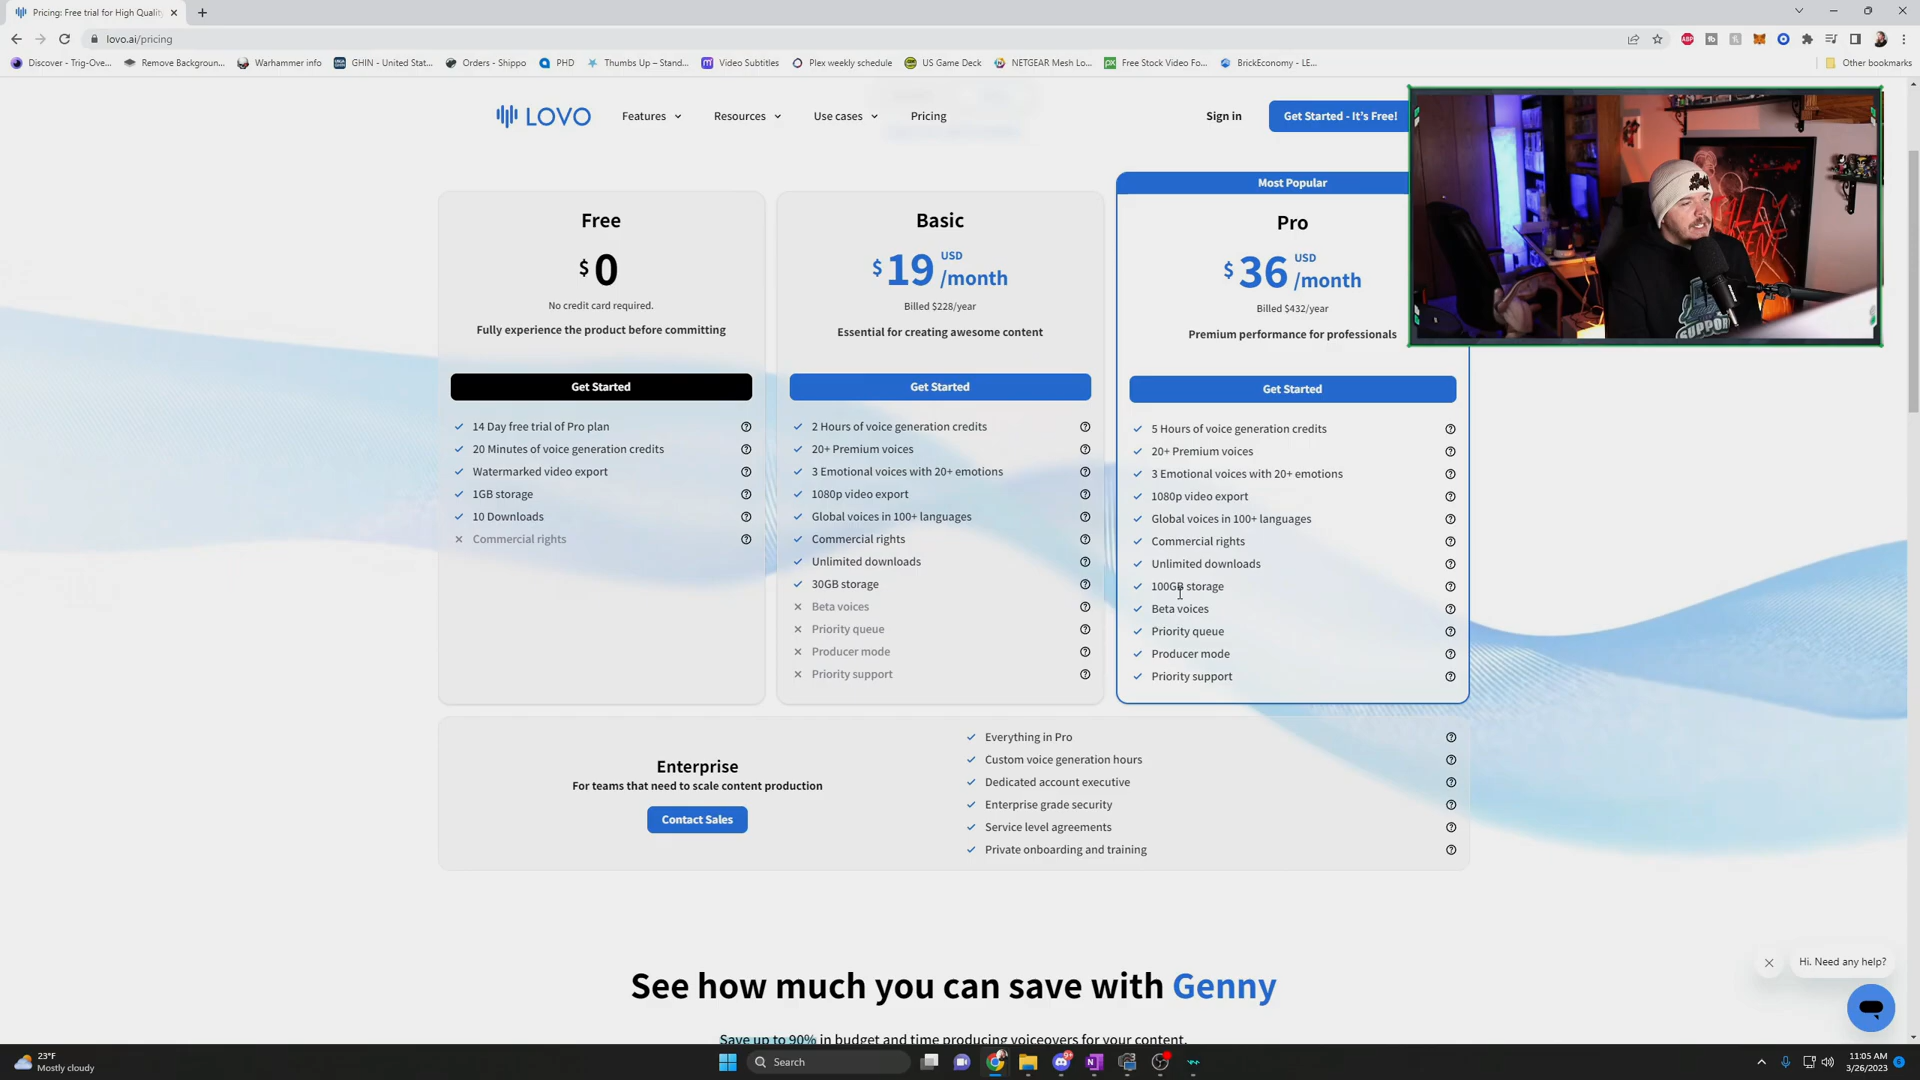 Pricing: Free trial for High Quality
lovo.ai/pricing
Discover - Trig-Ove...
Remove Backgroun...
Warhammer info
GHIN - United Stat...
Orders - Shippo
PHD
Thumbs Up – Stand...
Video Subtitles
Plex weekly schedule
US Game Deck
NETGEAR Mesh Lo...
Free Stock Video Fo...
BrickEconomy - LE...
Other bookmarks
LOVO
Features
Resources
Use cases
Pricing
Sign in
Get Started - It's Free!
Free
$ 0
No credit card required.
Fully experience the product before committing
Get Started
14 Day free trial of Pro plan
20 Minutes of voice generation credits
Watermarked video export
1GB storage
10 Downloads
Commercial rights
Basic
$ 19 USD /month
Billed $228/year
Essential for creating awesome content
Get Started
2 Hours of voice generation credits
20+ Premium voices
3 Emotional voices with 20+ emotions
1080p video export
Global voices in 100+ languages
Commercial rights
Unlimited downloads
30GB storage
Beta voices
Priority queue
Producer mode
Priority support
Most Popular
Pro
$ 36 USD /month
Billed $432/year
Premium performance for professionals
Get Started
5 Hours of voice generation credits
20+ Premium voices
3 Emotional voices with 20+ emotions
1080p video export
Global voices in 100+ languages
Commercial rights
Unlimited downloads
100GB storage
Beta voices
Priority queue
Producer mode
Priority support
Enterprise
For teams that need to scale content production
Contact Sales
Everything in Pro
Custom voice generation hours
Dedicated account executive
Enterprise grade security
Service level agreements
Private onboarding and training
See how much you can save with Genny
Save up to 90% in budget and time producing voiceovers for your content.
Hi. Need any help?
23°F
Mostly cloudy
Search
11:05 AM
3/26/2023